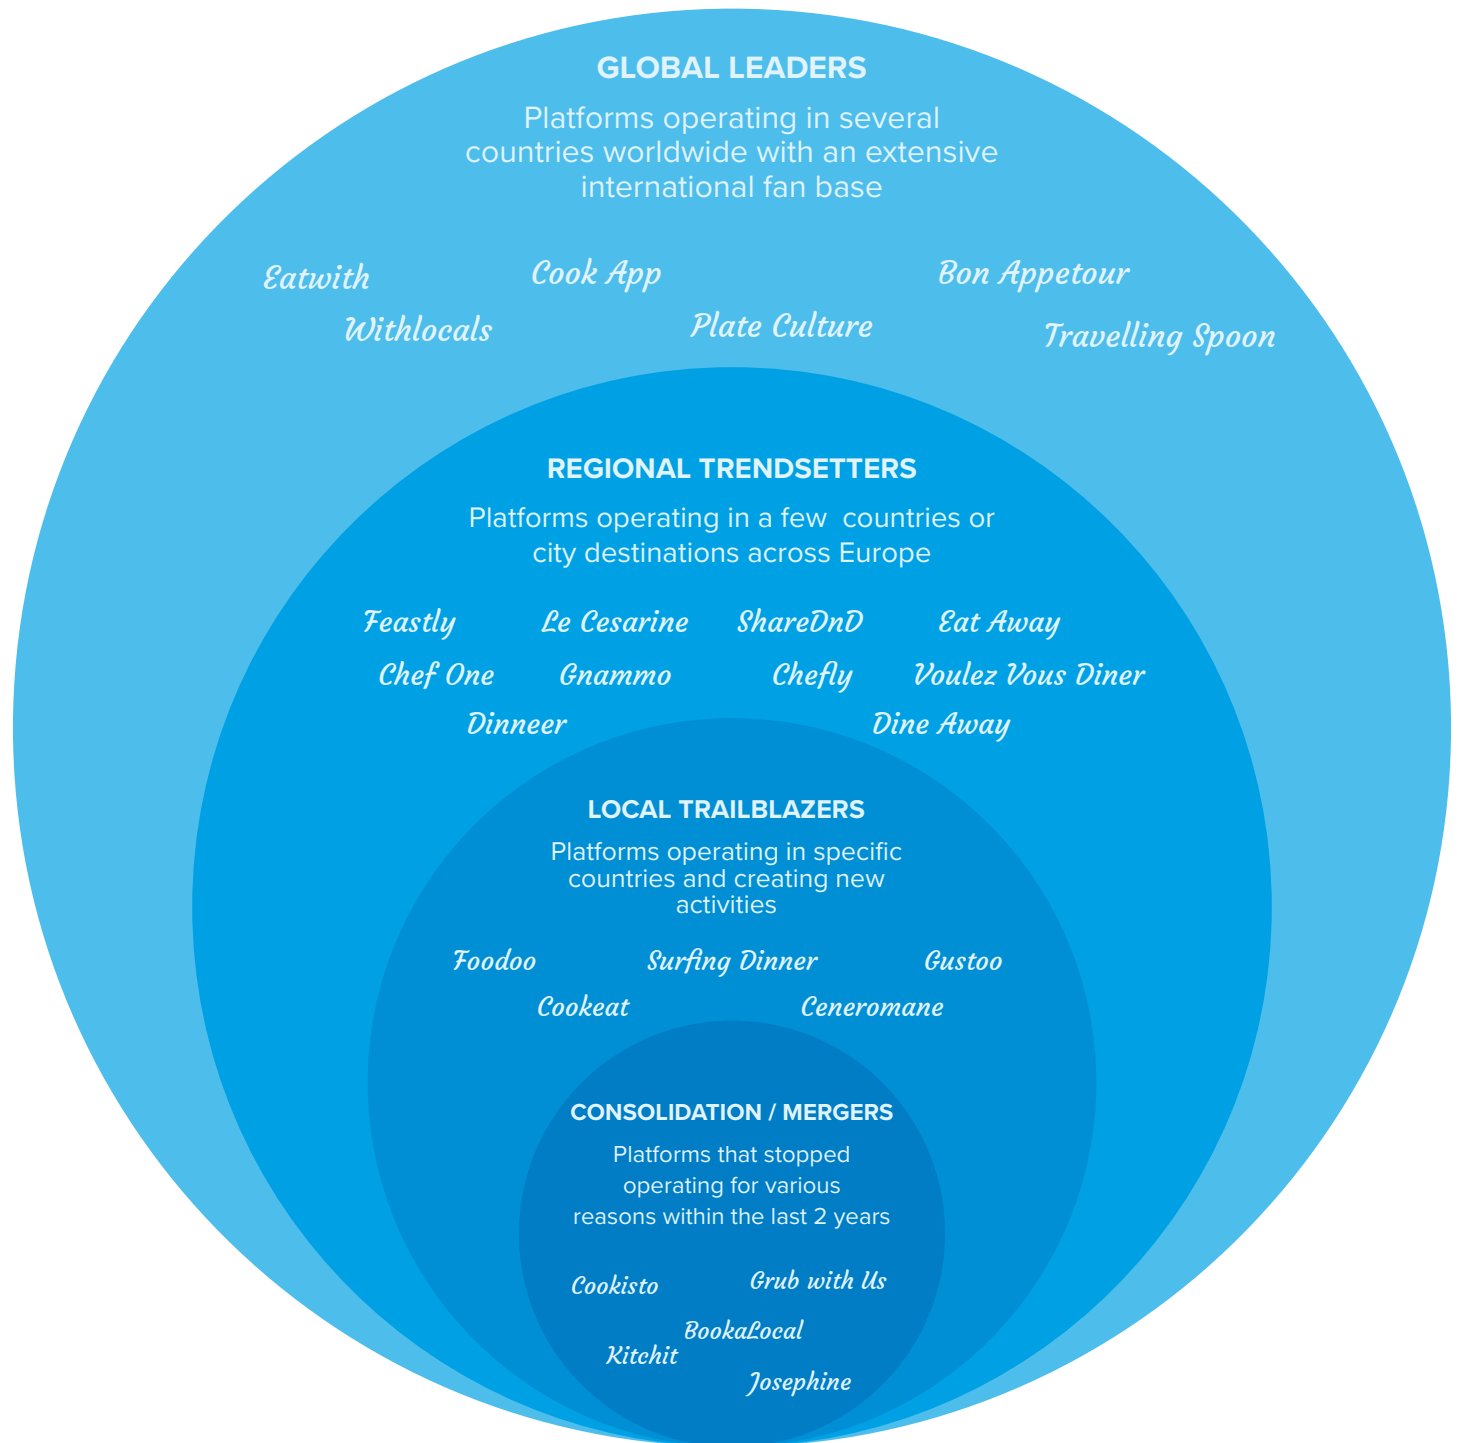 GLOBAL LEADERS
Platforms operating in several
countries worldwide with an extensive
international fan base
Eatwith Cook App Bon Appetour
Withlocals Plate Culture Travelling Spoon
REGIONAL TRENDSETTERS
Platforms operating in a few countries or
city destinations across Europe
Feastly Le Cesarine ShareDnD Eat Away
Chef One Gnammo Chefly Voulez Vous Diner
Dinneer Dine Away
LOCAL TRAILBLAZERS
Platforms operating in specific
countries and creating new
activities
Foodoo Surfing Dinner Gustoo
Cookeat Ceneromane
CONSOLIDATION / MERGERS
Platforms that stopped
operating for various
reasons within the last 2 years
Cookisto Grub with Us
BookaLocal
Kitchit
Josephine